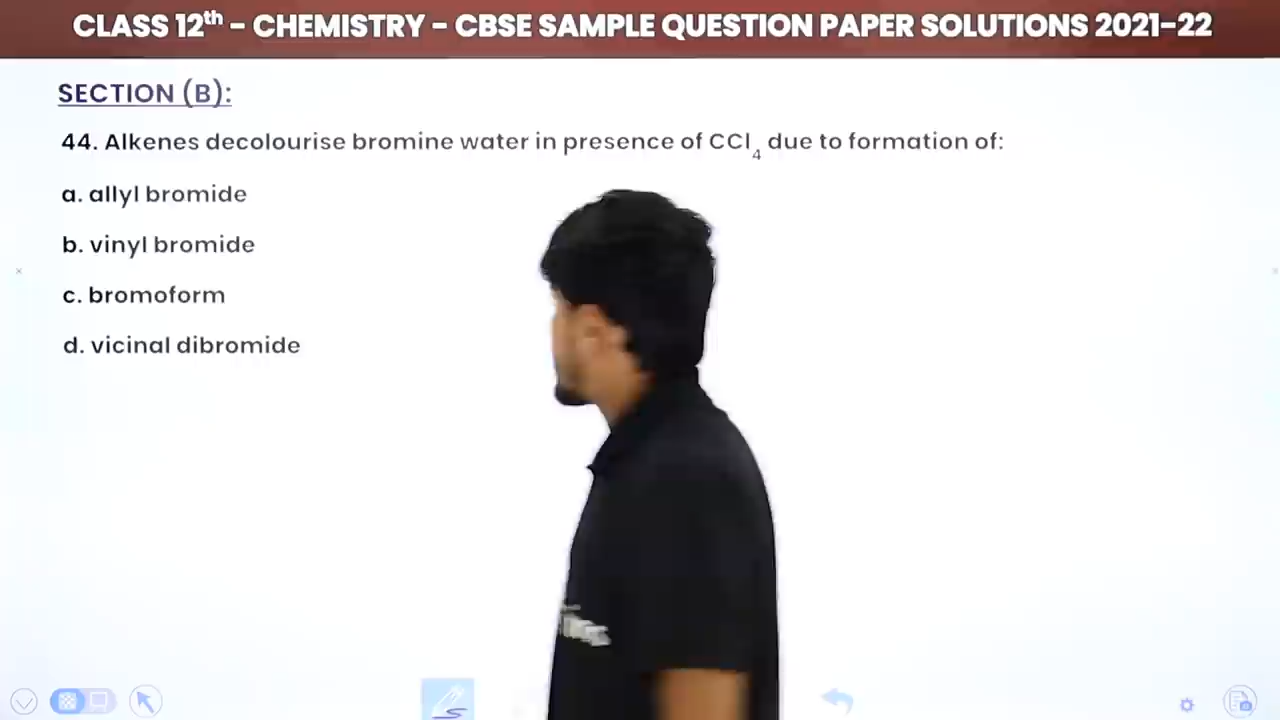 CLASS 12th – CHEMISTRY – CBSE SAMPLE QUESTION PAPER SOLUTIONS 2021–22
SECTION (B):
44. Alkenes decolourise bromine water in presence of CCl4 due to formation of:
a. allyl bromide
b. vinyl bromide
c. bromoform
d. vicinal dibromide